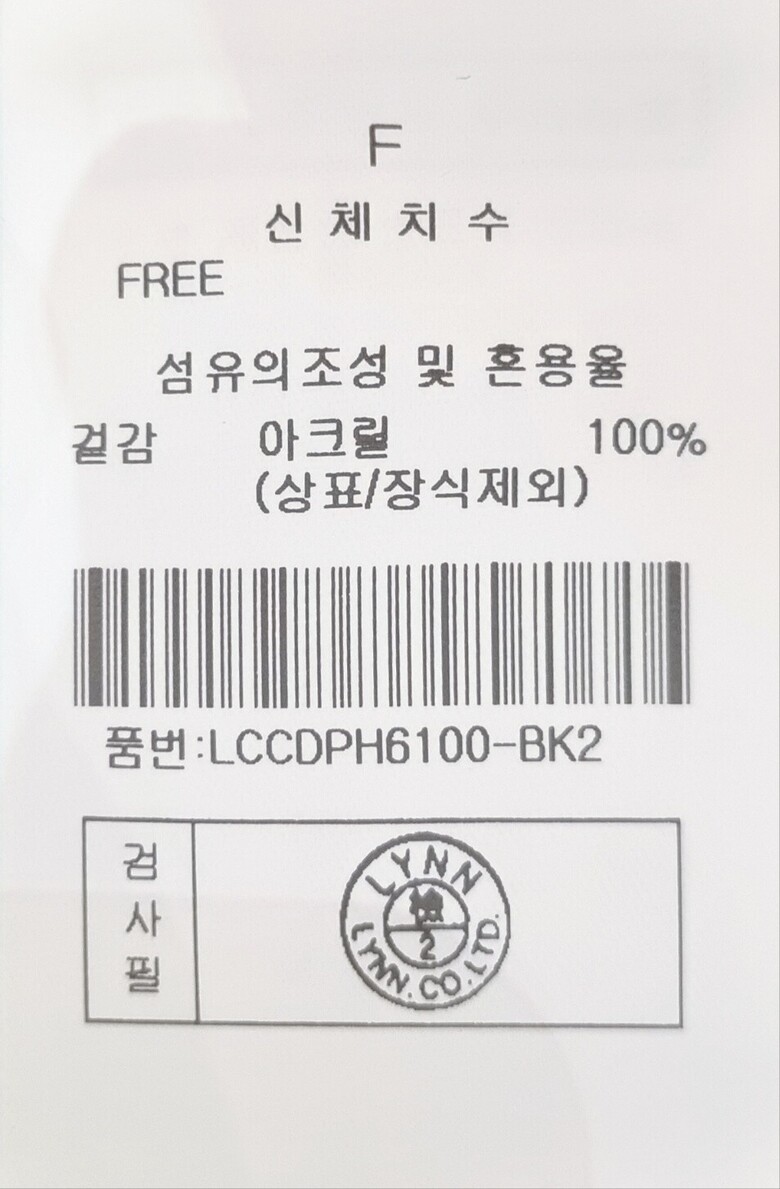 F
신체치수
FREE
섬유의조성 및 혼용율
겉감 아크릴 100%
(상표/장식제외)
품번:LCCDPH6100-BK2
검사필
LYNN
檢
2
LYNN.CO.LTD.